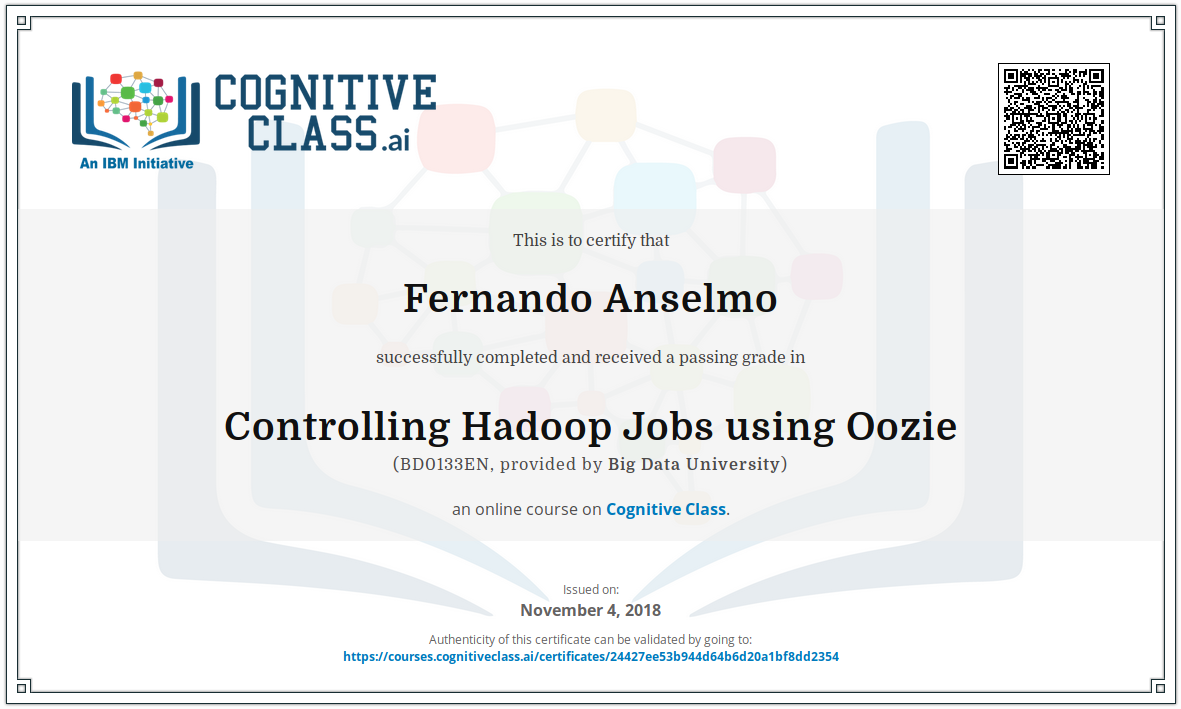 COGNITIVE
CLASS.ai
An IBM Initiative
This is to certify that
Fernando Anselmo
successfully completed and received a passing grade in
Controlling Hadoop Jobs using Oozie
(BD0133EN, provided by Big Data University)
an online course on Cognitive Class.
Issued on:
November 4, 2018
Authenticity of this certificate can be validated by going to:
https://courses.cognitiveclass.ai/certificates/24427ee53b944d64b6d20a1bf8dd2354